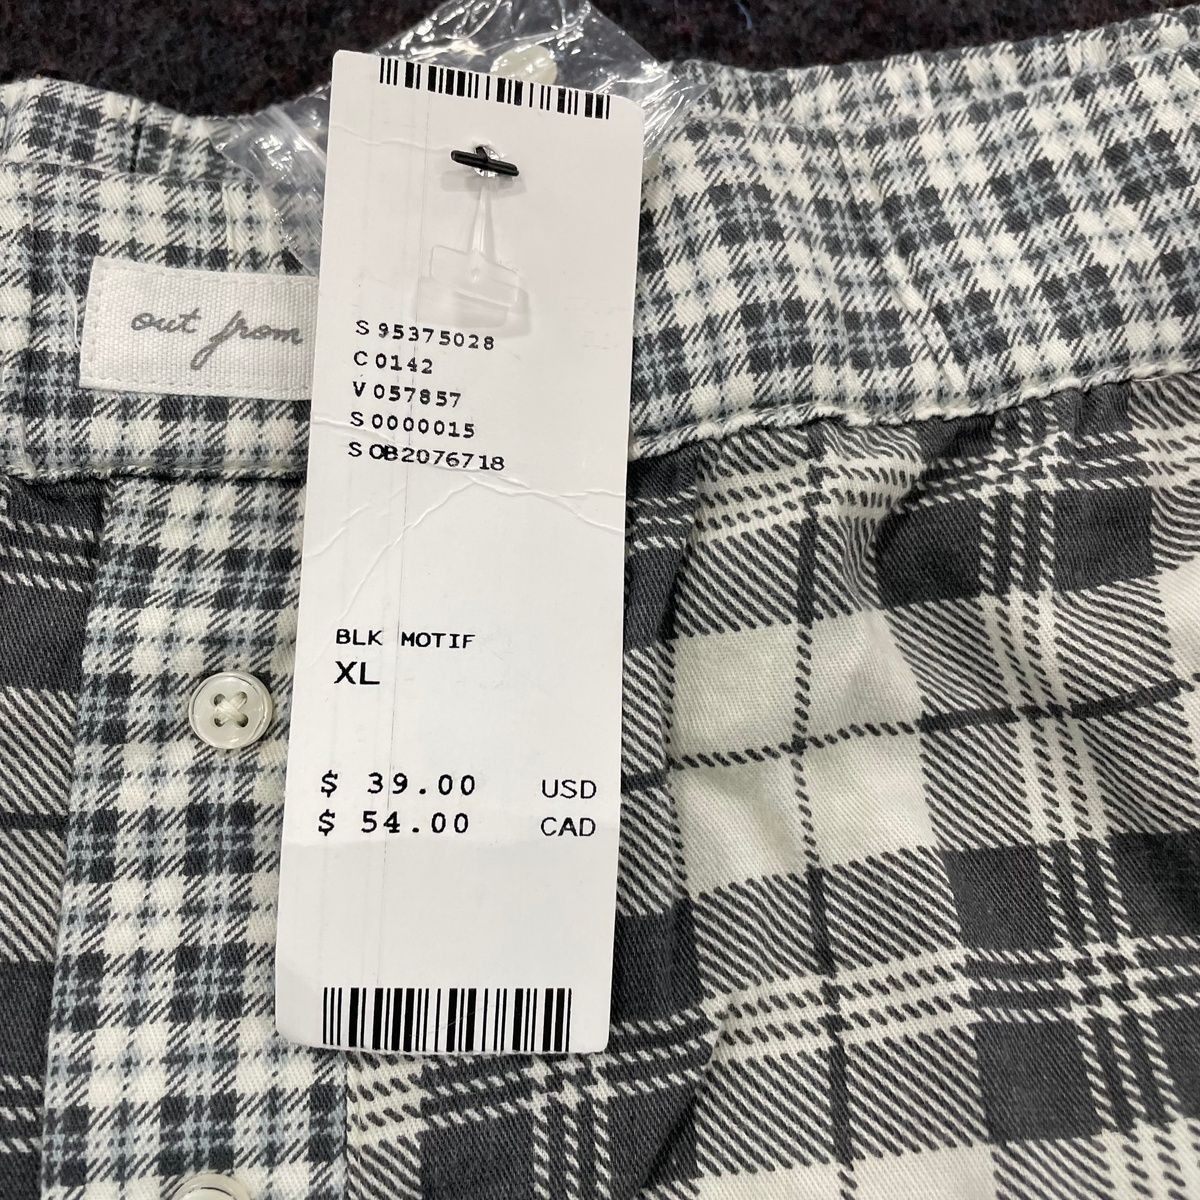 out from
S 95375028
C 0142
V 057857
S 0000015
S OB2076718
BLK MOTIF
XL
$ 39.00 USD
$ 54.00 CAD